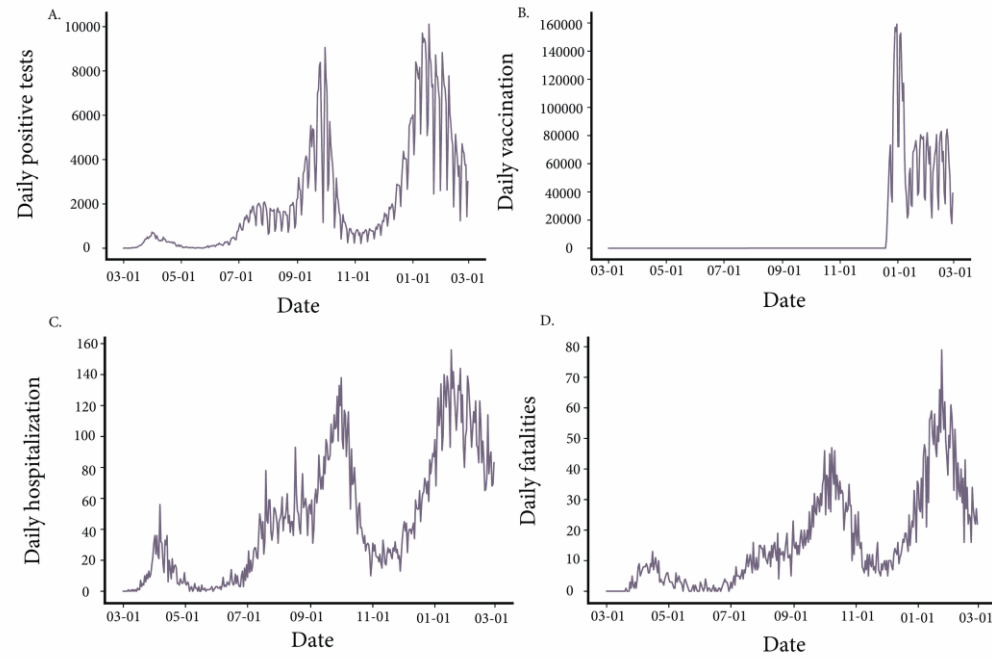 A.
Daily positive tests
10000
8000
6000
4000
2000
0
03-01 05-01 07-01 09-01 11-01 01-01 03-01
Date
B.
Daily vaccination
160000
140000
120000
100000
80000
60000
40000
20000
0
03-01 05-01 07-01 09-01 11-01 01-01 03-01
Date
C.
Daily hospitalization
160
140
120
100
80
60
40
20
0
03-01 05-01 07-01 09-01 11-01 01-01 03-01
Date
D.
Daily fatalities
80
70
60
50
40
30
20
10
0
03-01 05-01 07-01 09-01 11-01 01-01 03-01
Date